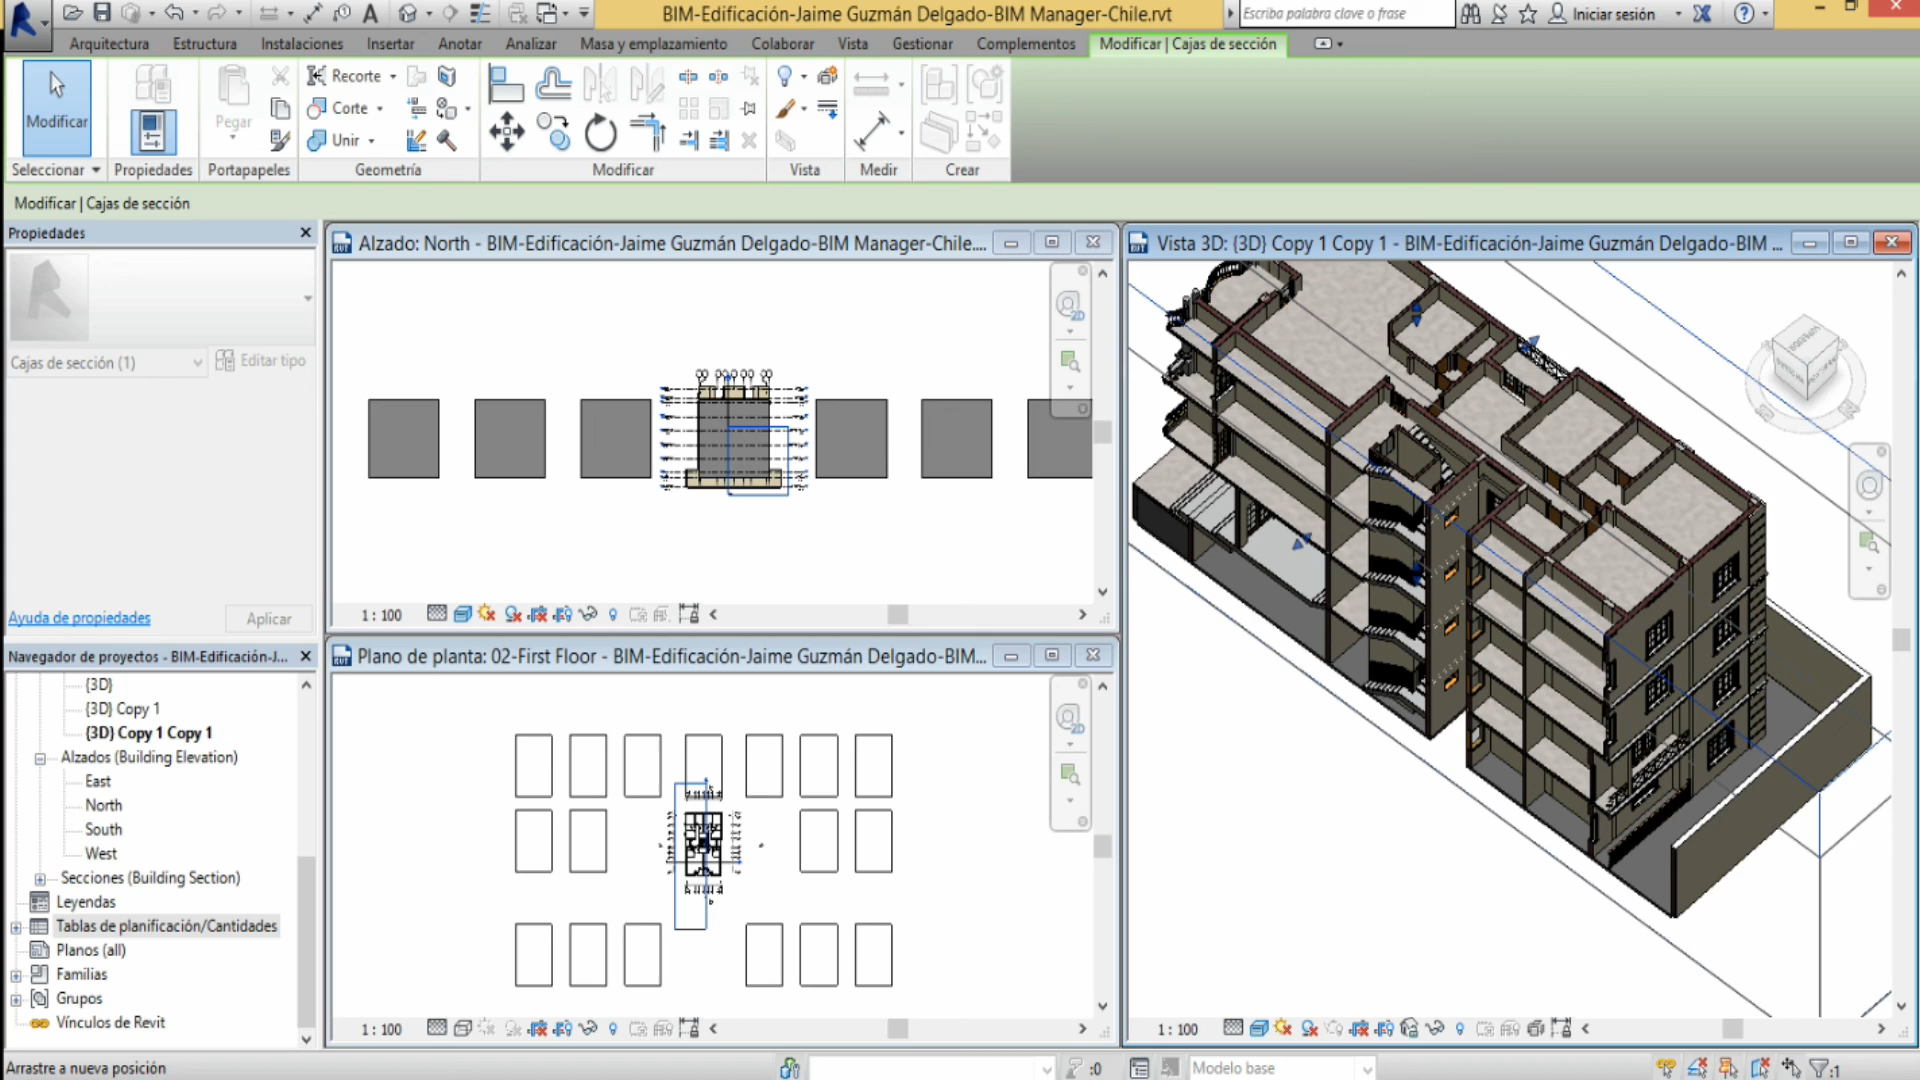 BIM-Edificación-Jaime Guzmán Delgado-BIM Manager-Chile.rvt
Escriba palabra clave o frase
Iniciar sesión
Arquitectura Estructura Instalaciones Insertar Anotar Analizar Masa y emplazamiento Colaborar Vista Gestionar Complementos Modificar | Cajas de sección
Modificar
Pegar
Recorte
Corte
Unir
Seleccionar Propiedades Portapapeles Geometría Modificar Vista Medir Crear
Modificar | Cajas de sección
Propiedades
Cajas de sección (1)
Editar tipo
Ayuda de propiedades
Aplicar
Navegador de proyectos - BIM-Edificación-J...
{3D}
{3D} Copy 1
{3D} Copy 1 Copy 1
Alzados (Building Elevation)
East
North
South
West
Secciones (Building Section)
Leyendas
Tablas de planificación/Cantidades
Planos (all)
Familias
Grupos
Vínculos de Revit
Alzado: North - BIM-Edificación-Jaime Guzmán Delgado-BIM Manager-Chile....
2D
1 : 100
Plano de planta: 02-First Floor - BIM-Edificación-Jaime Guzmán Delgado-BIM...
2D
1 : 100
Vista 3D: {3D} Copy 1 Copy 1 - BIM-Edificación-Jaime Guzmán Delgado-BIM ...
1 : 100
Arrastre a nueva posición
:0
Modelo base
:1